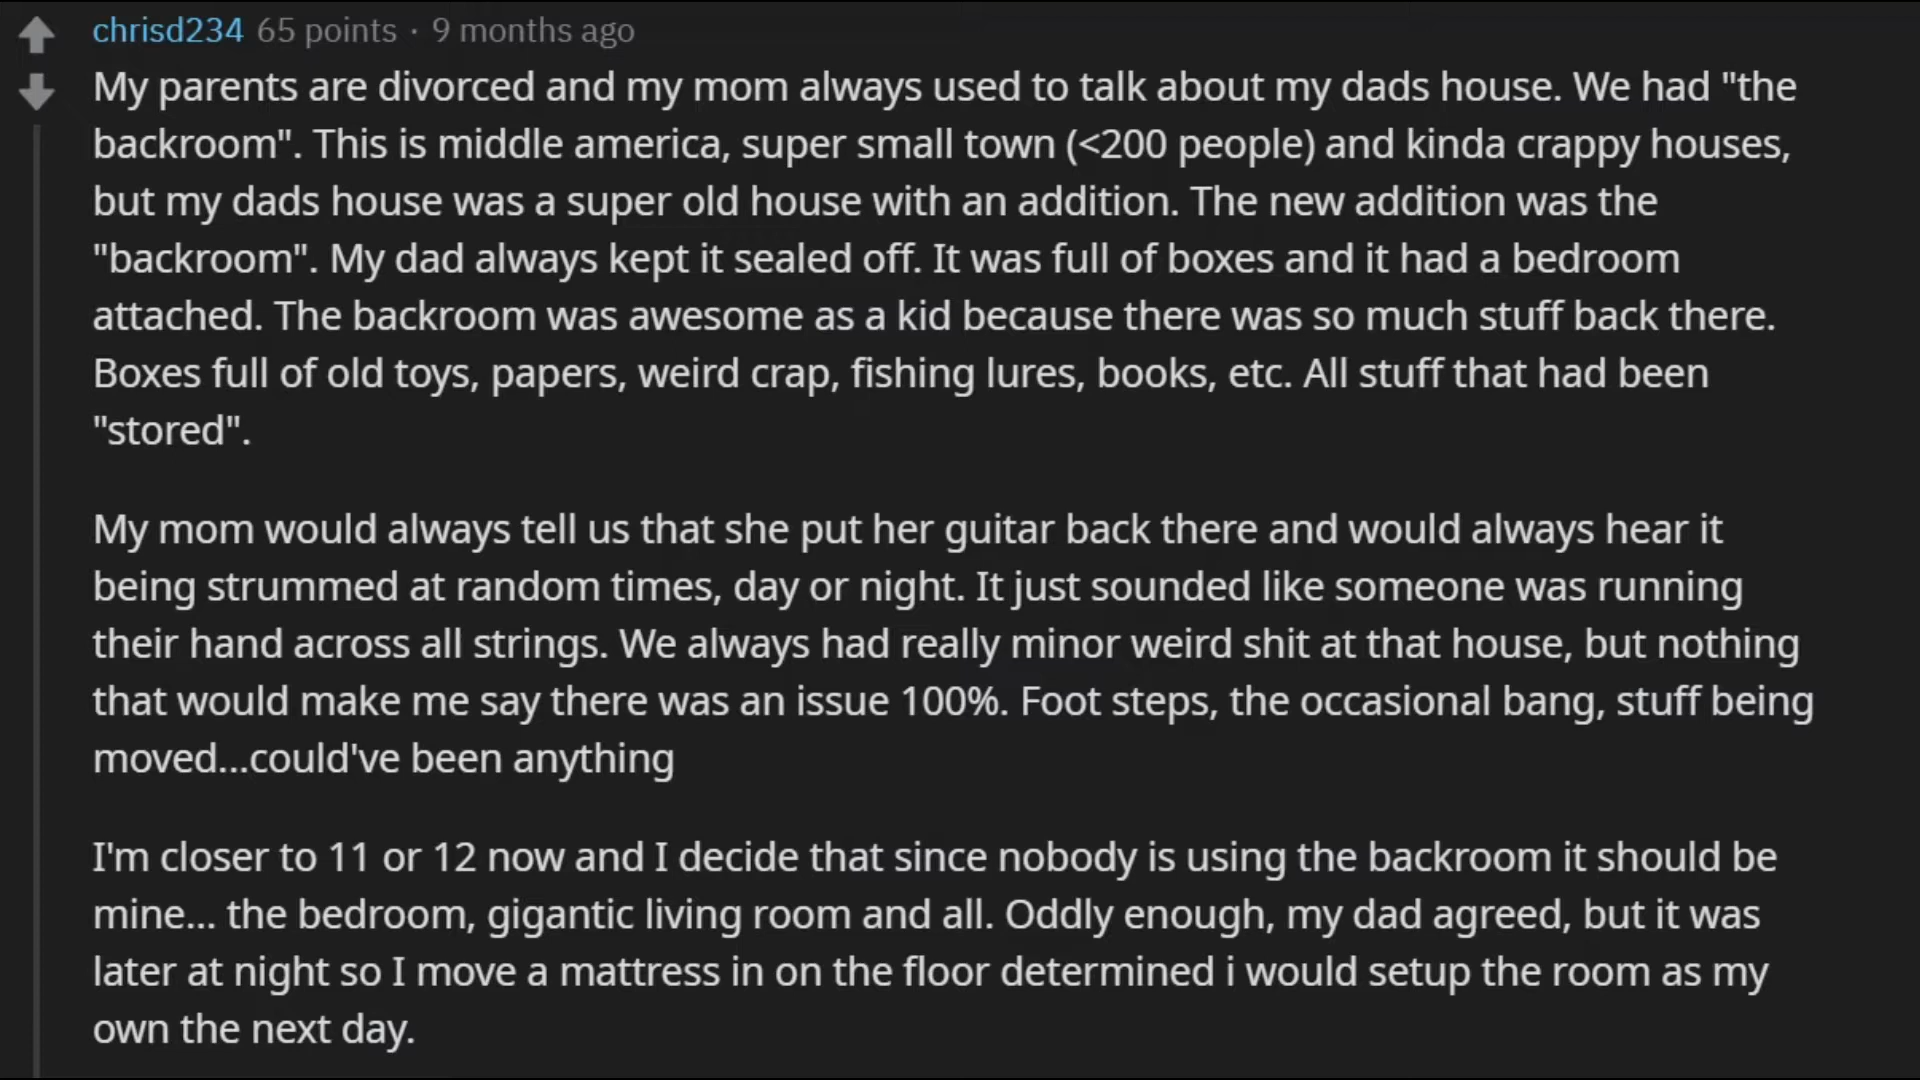 chrisd234 65 points · 9 months ago
My parents are divorced and my mom always used to talk about my dads house. We had "the
backroom". This is middle america, super small town (<200 people) and kinda crappy houses,
but my dads house was a super old house with an addition. The new addition was the
"backroom". My dad always kept it sealed off. It was full of boxes and it had a bedroom
attached. The backroom was awesome as a kid because there was so much stuff back there.
Boxes full of old toys, papers, weird crap, fishing lures, books, etc. All stuff that had been
"stored".
My mom would always tell us that she put her guitar back there and would always hear it
being strummed at random times, day or night. It just sounded like someone was running
their hand across all strings. We always had really minor weird shit at that house, but nothing
that would make me say there was an issue 100%. Foot steps, the occasional bang, stuff being
moved...could've been anything
I'm closer to 11 or 12 now and I decide that since nobody is using the backroom it should be
mine... the bedroom, gigantic living room and all. Oddly enough, my dad agreed, but it was
later at night so I move a mattress in on the floor determined i would setup the room as my
own the next day.